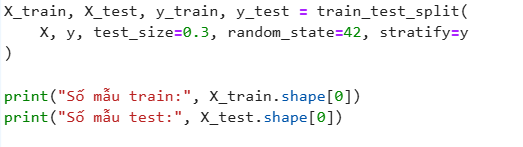 X_train, X_test, y_train, y_test = train_test_split(
    X, y, test_size=0.3, random_state=42, stratify=y
)
print("Số mẫu train:", X_train.shape[0])
print("Số mẫu test:", X_test.shape[0])